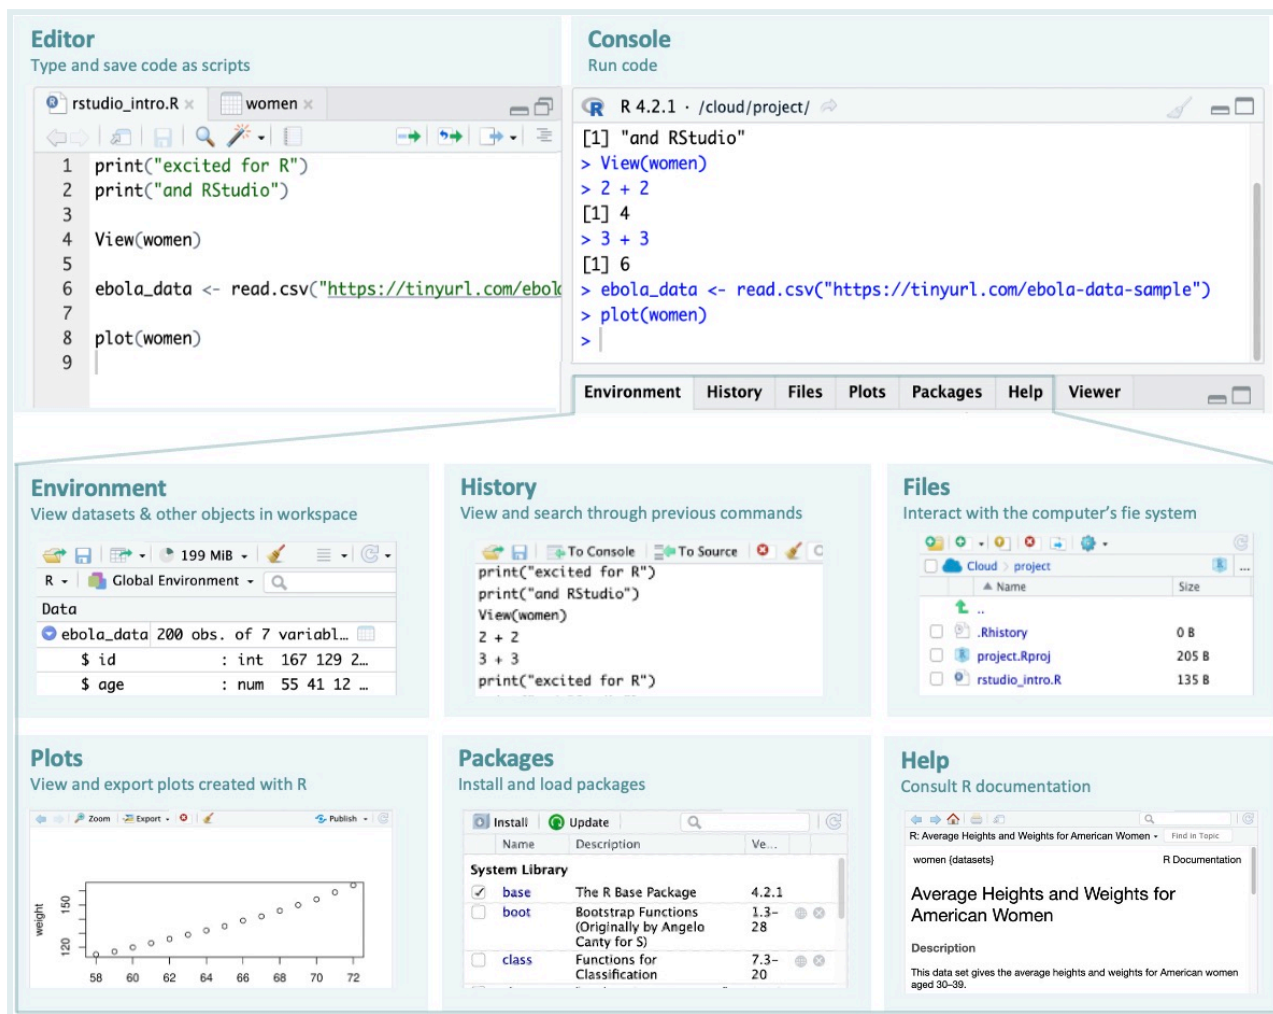 Editor
Type and save code as scripts
rstudio_intro.R
women
1 print("excited for R")
2 print("and RStudio")
3
4 View(women)
5
6 ebola_data <- read.csv("https://tinyurl.com/ebol
7
8 plot(women)
9
Console
Run code
R 4.2.1 · /cloud/project/
[1] "and RStudio"
> View(women)
> 2 + 2
[1] 4
> 3 + 3
[1] 6
> ebola_data <- read.csv("https://tinyurl.com/ebola-data-sample")
> plot(women)
>
Environment History Files Plots Packages Help Viewer
Environment
View datasets & other objects in workspace
199 MiB
R Global Environment
Data
ebola_data 200 obs. of 7 variabl…
$ id : int 167 129 2…
$ age : num 55 41 12 …
History
View and search through previous commands
To Console To Source
print("excited for R")
print("and RStudio")
View(women)
2 + 2
3 + 3
print("excited for R")
Files
Interact with the computer's fie system
Cloud project ...
Name Size
..
.Rhistory 0 B
project.Rproj 205 B
rstudio_intro.R 135 B
Plots
View and export plots created with R
Zoom Export Publish
weight
150
120
58 60 62 64 66 68 70 72
Packages
Install and load packages
Install Update
Name Description Ve...
System Library
base The R Base Package 4.2.1
boot Bootstrap Functions 1.3-
(Originally by Angelo 28
Canty for S)
class Functions for 7.3-
Classification 20
Help
Consult R documentation
R: Average Heights and Weights for American Women Find in Topic
women {datasets} R Documentation
Average Heights and Weights for
American Women
Description
This data set gives the average heights and weights for American women
aged 30–39.